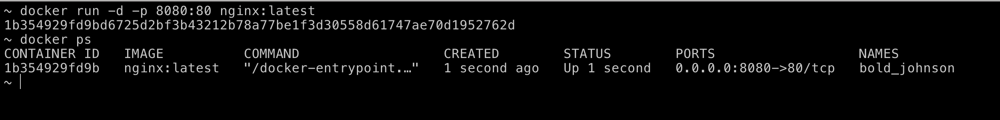 ~ docker run -d -p 8080:80 nginx:latest
1b354929fd9bd6725d2bf3b43212b78a77be1f3d30558d61747ae70d1952762d
~ docker ps
CONTAINER ID   IMAGE          COMMAND                  CREATED        STATUS        PORTS                  NAMES
1b354929fd9b   nginx:latest   "/docker-entrypoint.…"   1 second ago   Up 1 second   0.0.0.0:8080->80/tcp   bold_johnson
~